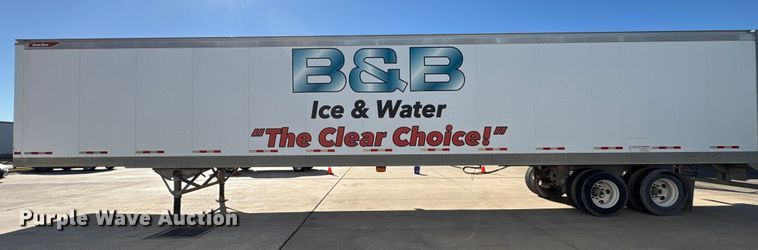 B&B
Ice & Water
"The Clear Choice!"
Purple Wave Auction